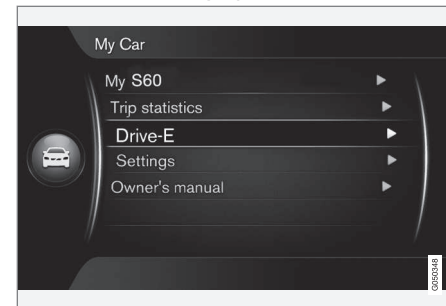 My Car
My S60
Trip statistics
Drive-E
Settings
Owner's manual
G050348